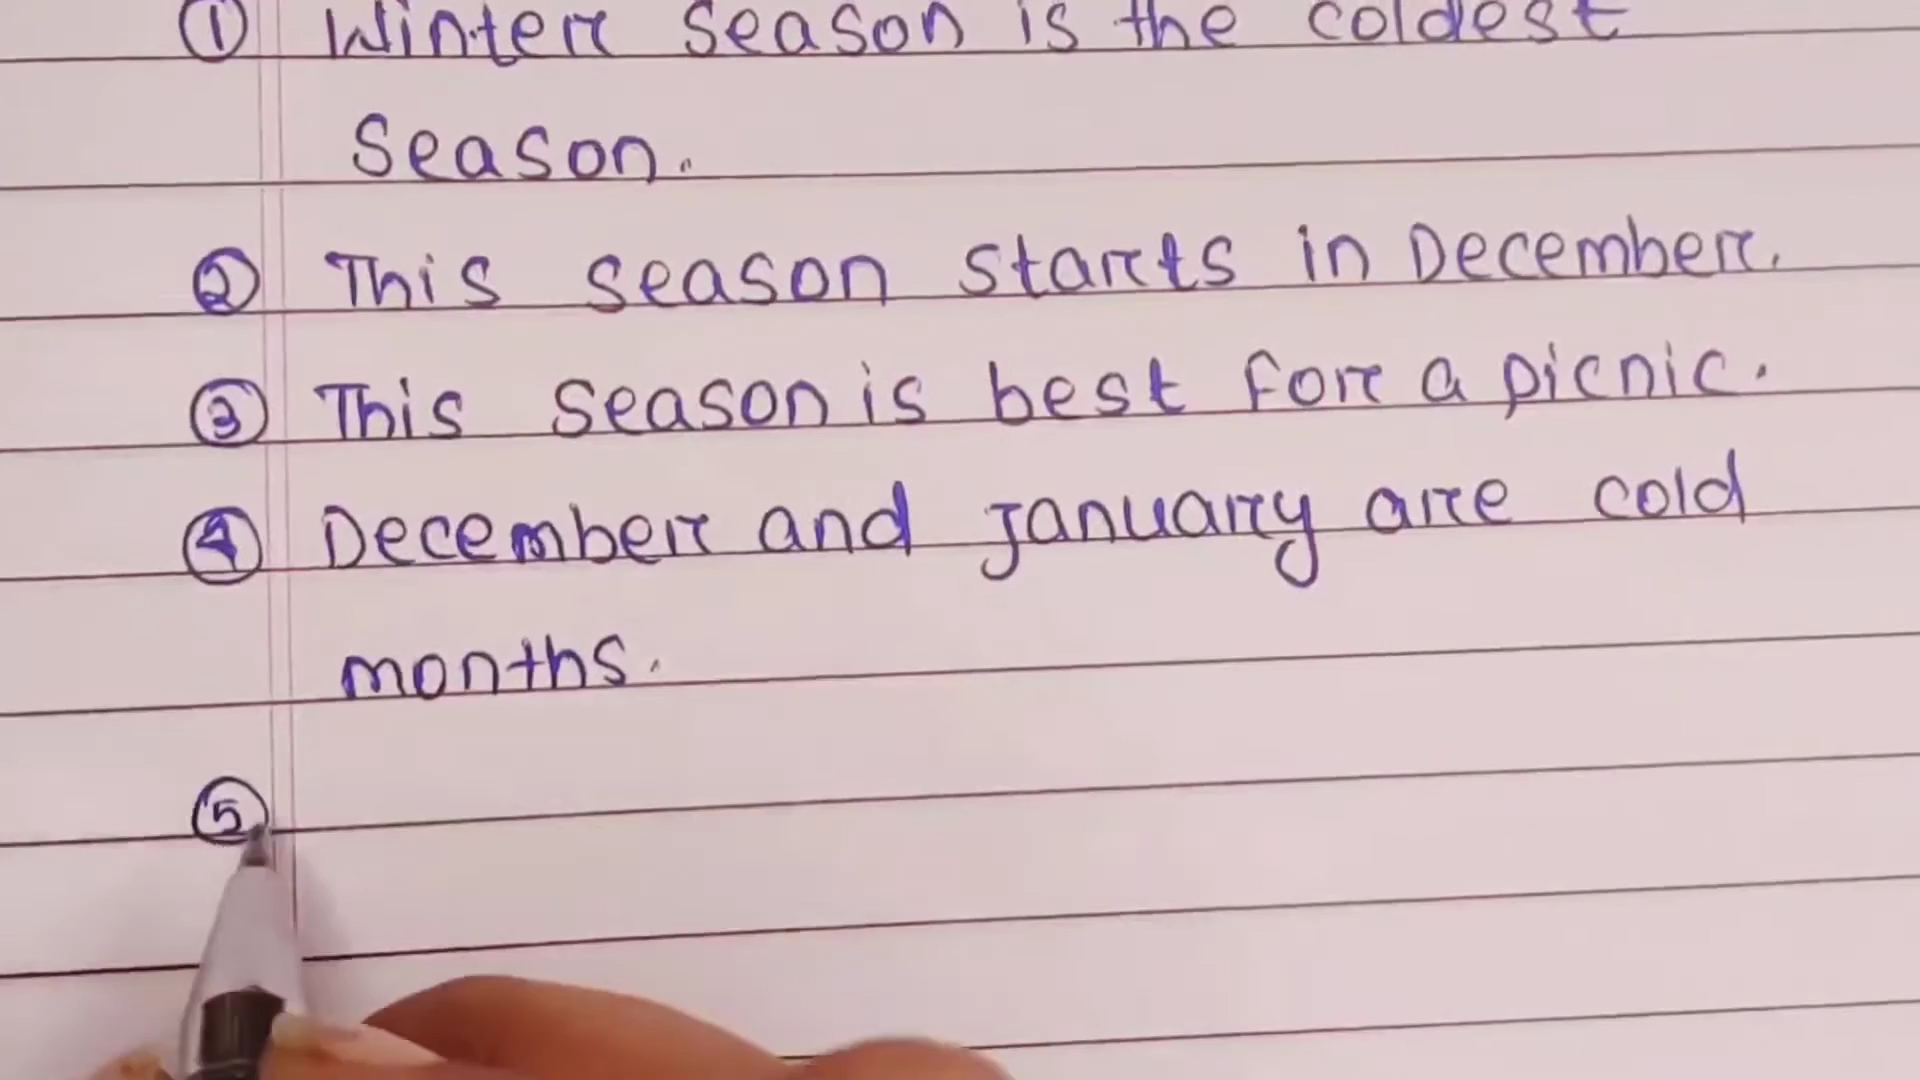 ① Winter season is the coldest
season.
② This season starts in December.
③ This season is best for a picnic.
④ December and January are cold
months.
⑤